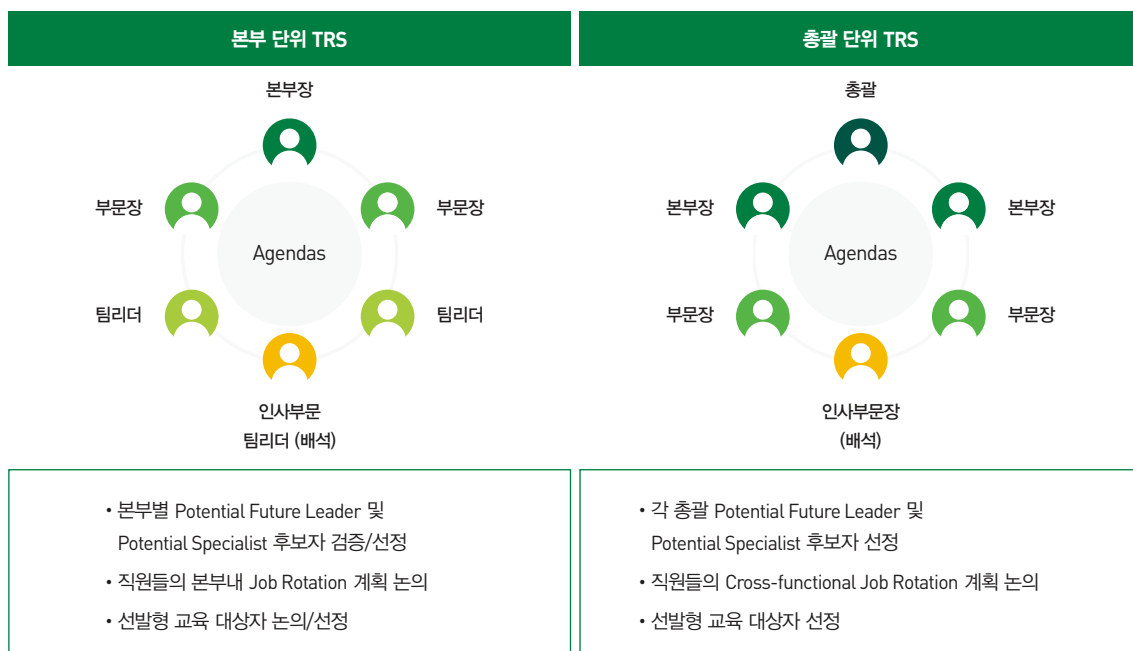 본부 단위 TRS
본부장
부문장
부문장
Agendas
팀리더
팀리더
인사부문
팀리더 (배석)
• 본부별 Potential Future Leader 및
Potential Specialist 후보자 검증/선정
• 직원들의 본부내 Job Rotation 계획 논의
• 선발형 교육 대상자 논의/선정
총괄 단위 TRS
총괄
본부장
본부장
Agendas
부문장
부문장
인사부문장
(배석)
• 각 총괄 Potential Future Leader 및
Potential Specialist 후보자 선정
• 직원들의 Cross-functional Job Rotation 계획 논의
• 선발형 교육 대상자 선정